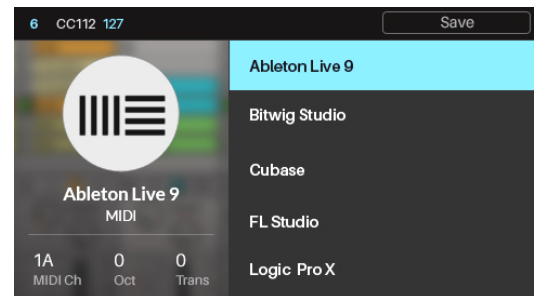 6 CC112 127 Save
Ableton Live 9
MIDI
1A 0 0
MIDI Ch Oct Trans
Ableton Live 9
Bitwig Studio
Cubase
FL Studio
Logic Pro X